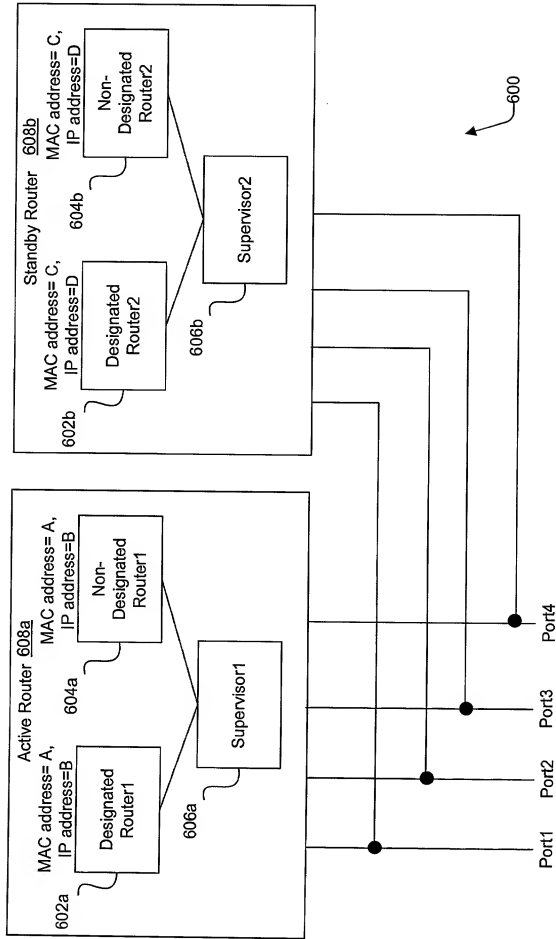 Active Router 608a
MAC address= A,
IP address=B
Designated
Router1
602a
MAC address= A,
IP address=B
Non-
Designated
Router1
604a
Supervisor1
606a
Standby Router 608b
MAC address= C,
IP address=D
Designated
Router2
602b
MAC address= C,
IP address=D
Non-
Designated
Router2
604b
Supervisor2
606b
Port1
Port2
Port3
Port4
600